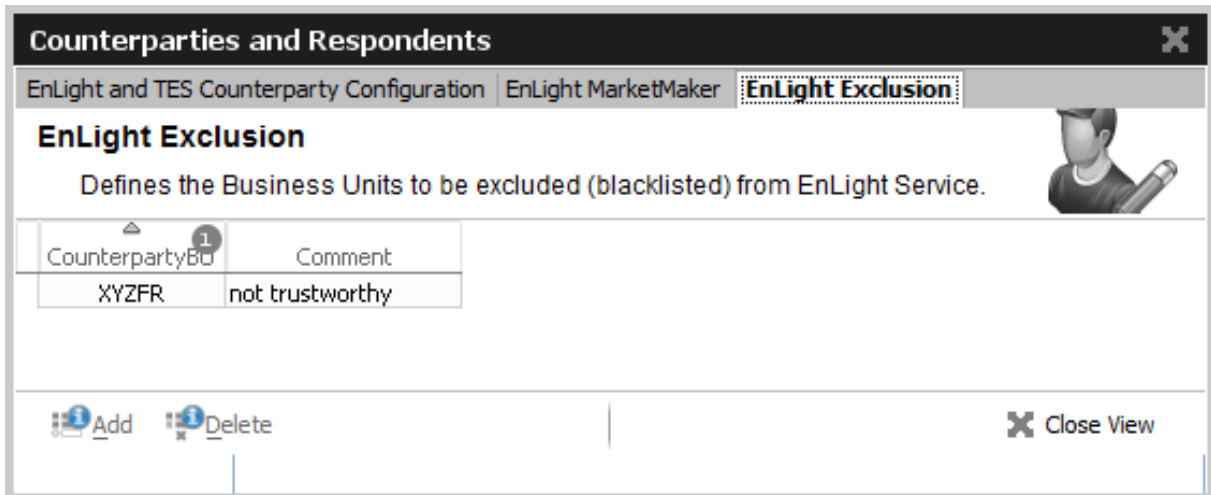 Counterparties and Respondents
EnLight and TES Counterparty Configuration EnLight MarketMaker EnLight Exclusion
EnLight Exclusion
Defines the Business Units to be excluded (blacklisted) from EnLight Service.
1
CounterpartyBU Comment
XYZFR not trustworthy
Add Delete Close View